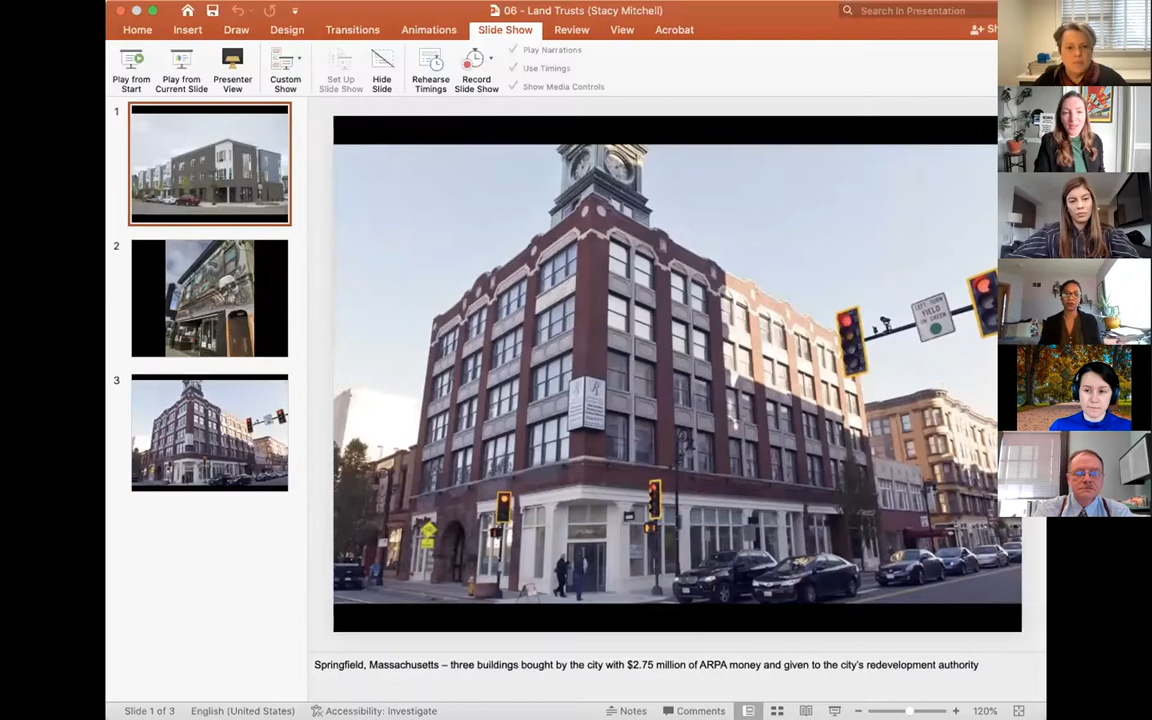 06 - Land Trusts (Stacy Mitchell)
Search in Presentation
Home Insert Draw Design Transitions Animations Slide Show Review View Acrobat
Sh
Play from Start
Play from Current Slide
Presenter View
Custom Show
Set Up Slide Show
Hide Slide
Rehearse Timings
Record Slide Show
Play Narrations
Use Timings
Show Media Controls
1
2
3
LEFT TURN
YIELD
ON GREEN
Springfield, Massachusetts – three buildings bought by the city with $2.75 million of ARPA money and given to the city's redevelopment authority
Slide 1 of 3 English (United States) Accessibility: Investigate Notes Comments 120%